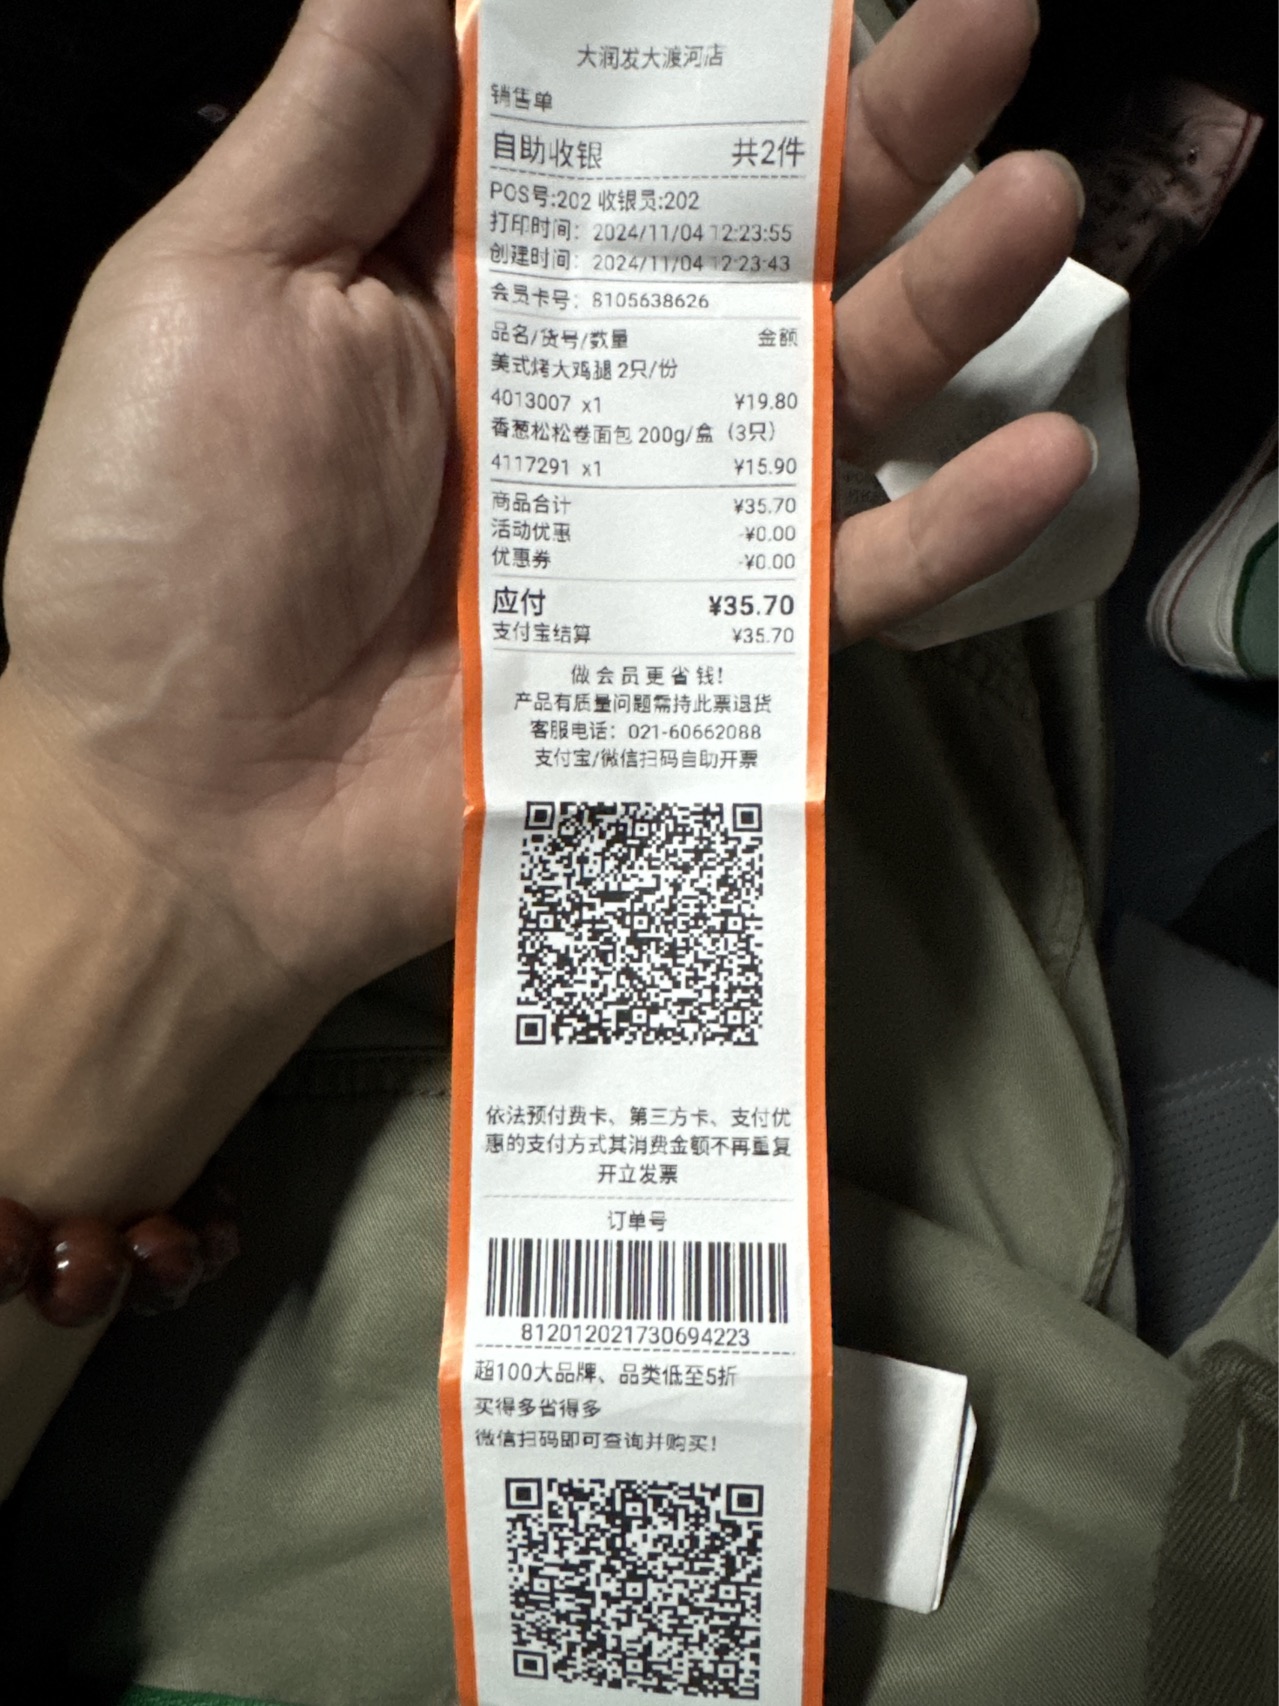 大润发大渡河店
销售单
自助收银 共2件
POS号:202 收银员:202
打印时间：2024/11/04 12:23:55
创建时间：2024/11/04 12:23:43
会员卡号：8105638626
品名/货号/数量 金额
美式烤大鸡腿 2只/份
4013007 x1 ¥19.80
香葱松松卷面包 200g/盒（3只）
4117291 x1 ¥15.90
商品合计 ¥35.70
活动优惠 -¥0.00
优惠券 -¥0.00
应付 ¥35.70
支付宝结算 ¥35.70
做会员更省钱!
产品有质量问题需持此票退货
客服电话：021-60662088
支付宝/微信扫码自助开票
依法预付费卡、第三方卡、支付优
惠的支付方式其消费金额不再重复
开立发票
订单号
812012021730694223
超100大品牌、品类低至5折
买得多省得多
微信扫码即可查询并购买!